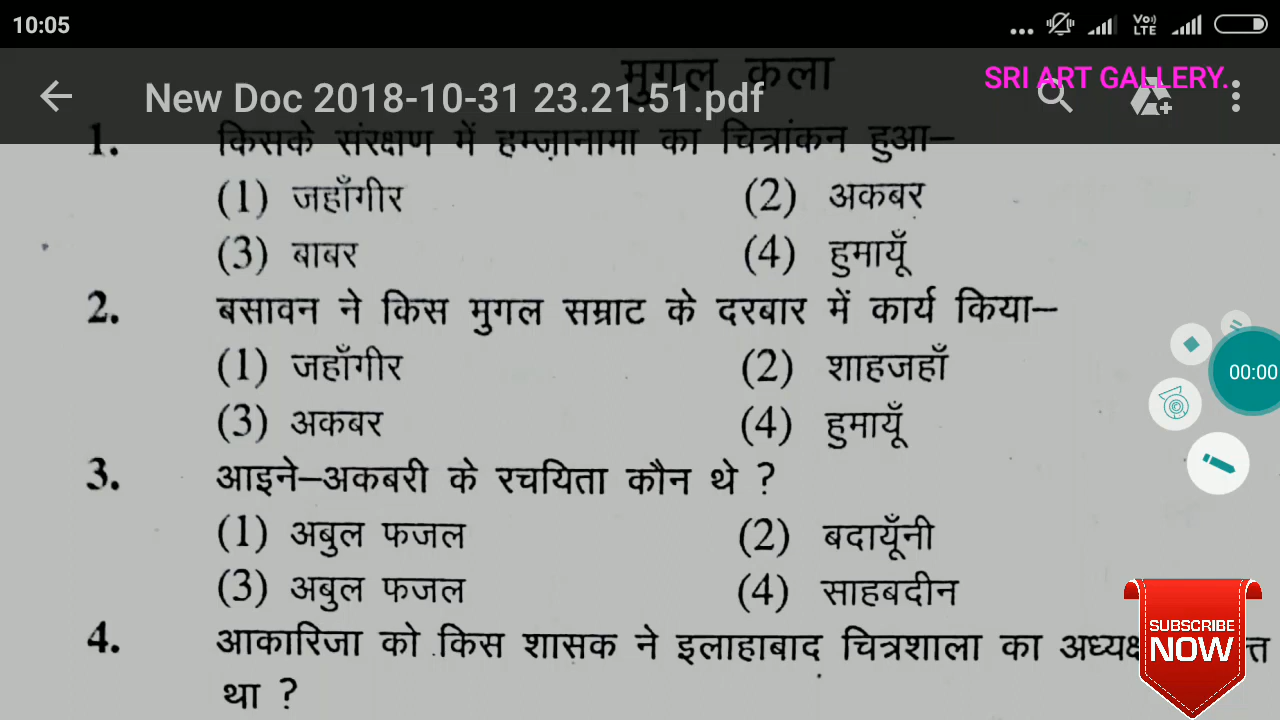 10:05
Vo)) LTE
मुगल कला
SRI ART GALLERY.
New Doc 2018-10-31 23.21.51.pdf
1. किसके संरक्षण में हम्ज़ानामा का चित्रांकन हुआ–
(1) जहाँगीर (2) अकबर
(3) बाबर (4) हुमायूँ
2. बसावन ने किस मुगल सम्राट के दरबार में कार्य किया–
(1) जहाँगीर (2) शाहजहाँ
(3) अकबर (4) हुमायूँ
00:00
3. आइने–अकबरी के रचयिता कौन थे ?
(1) अबुल फजल (2) बदायूँनी
(3) अबुल फजल (4) साहबदीन
4. आकारिजा को किस शासक ने इलाहाबाद चित्रशाला का
था ?
SUBSCRIBE
NOW